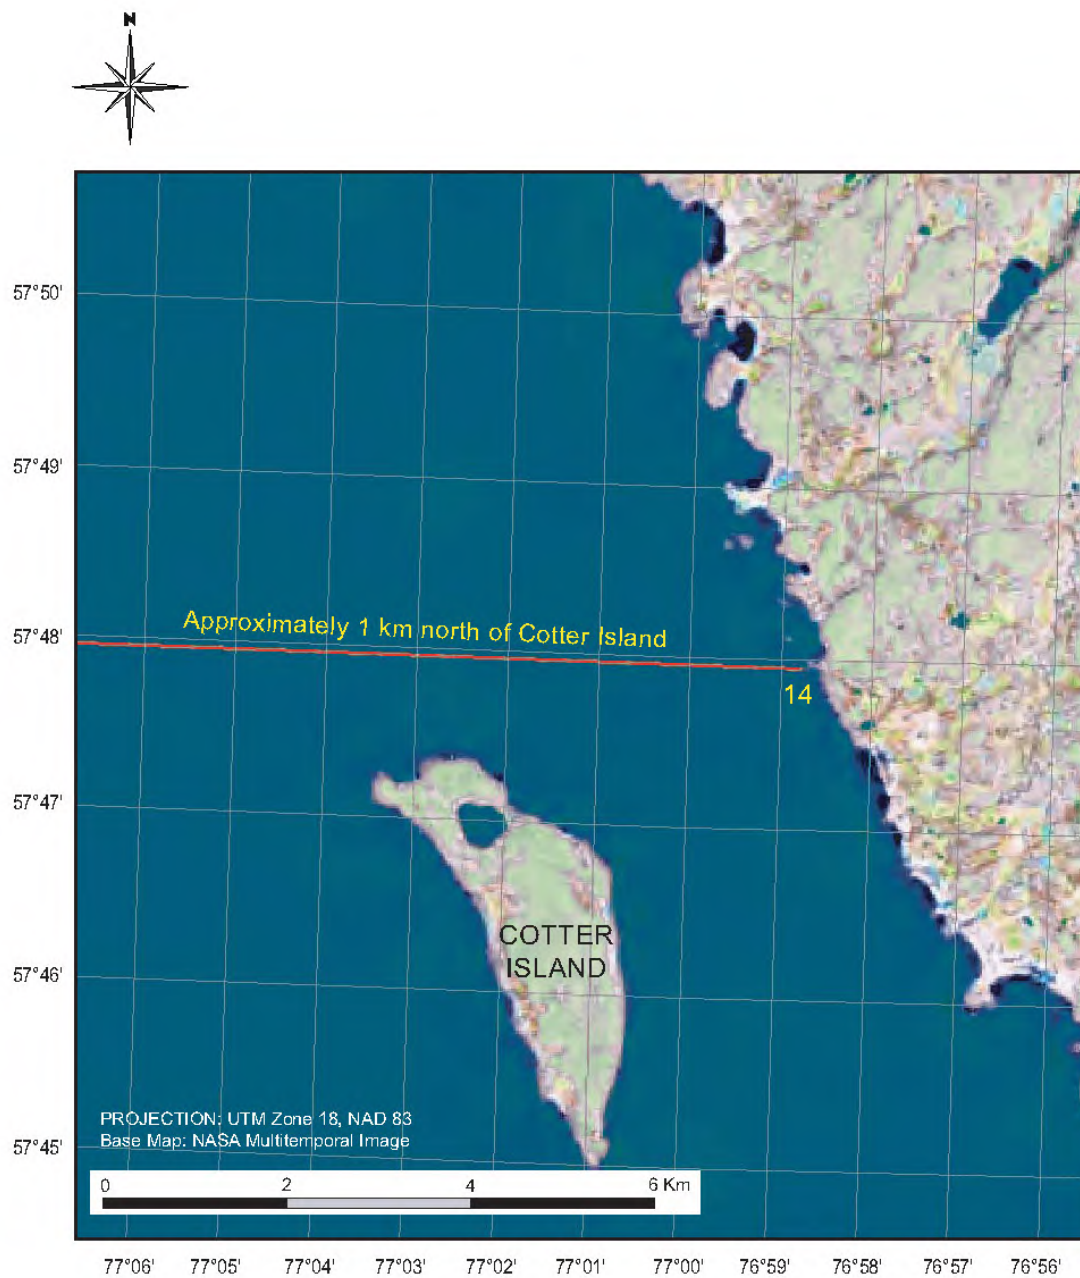 N
57°50'
57°49'
57°48'
Approximately 1 km north of Cotter Island
14
57°47'
COTTER
ISLAND
57°46'
PROJECTION: UTM Zone 18, NAD 83
Base Map: NASA Multitemporal Image
57°45'
0 2 4 6 Km
77°06' 77°05' 77°04' 77°03' 77°02' 77°01' 77°00' 76°59' 76°58' 76°57' 76°56'